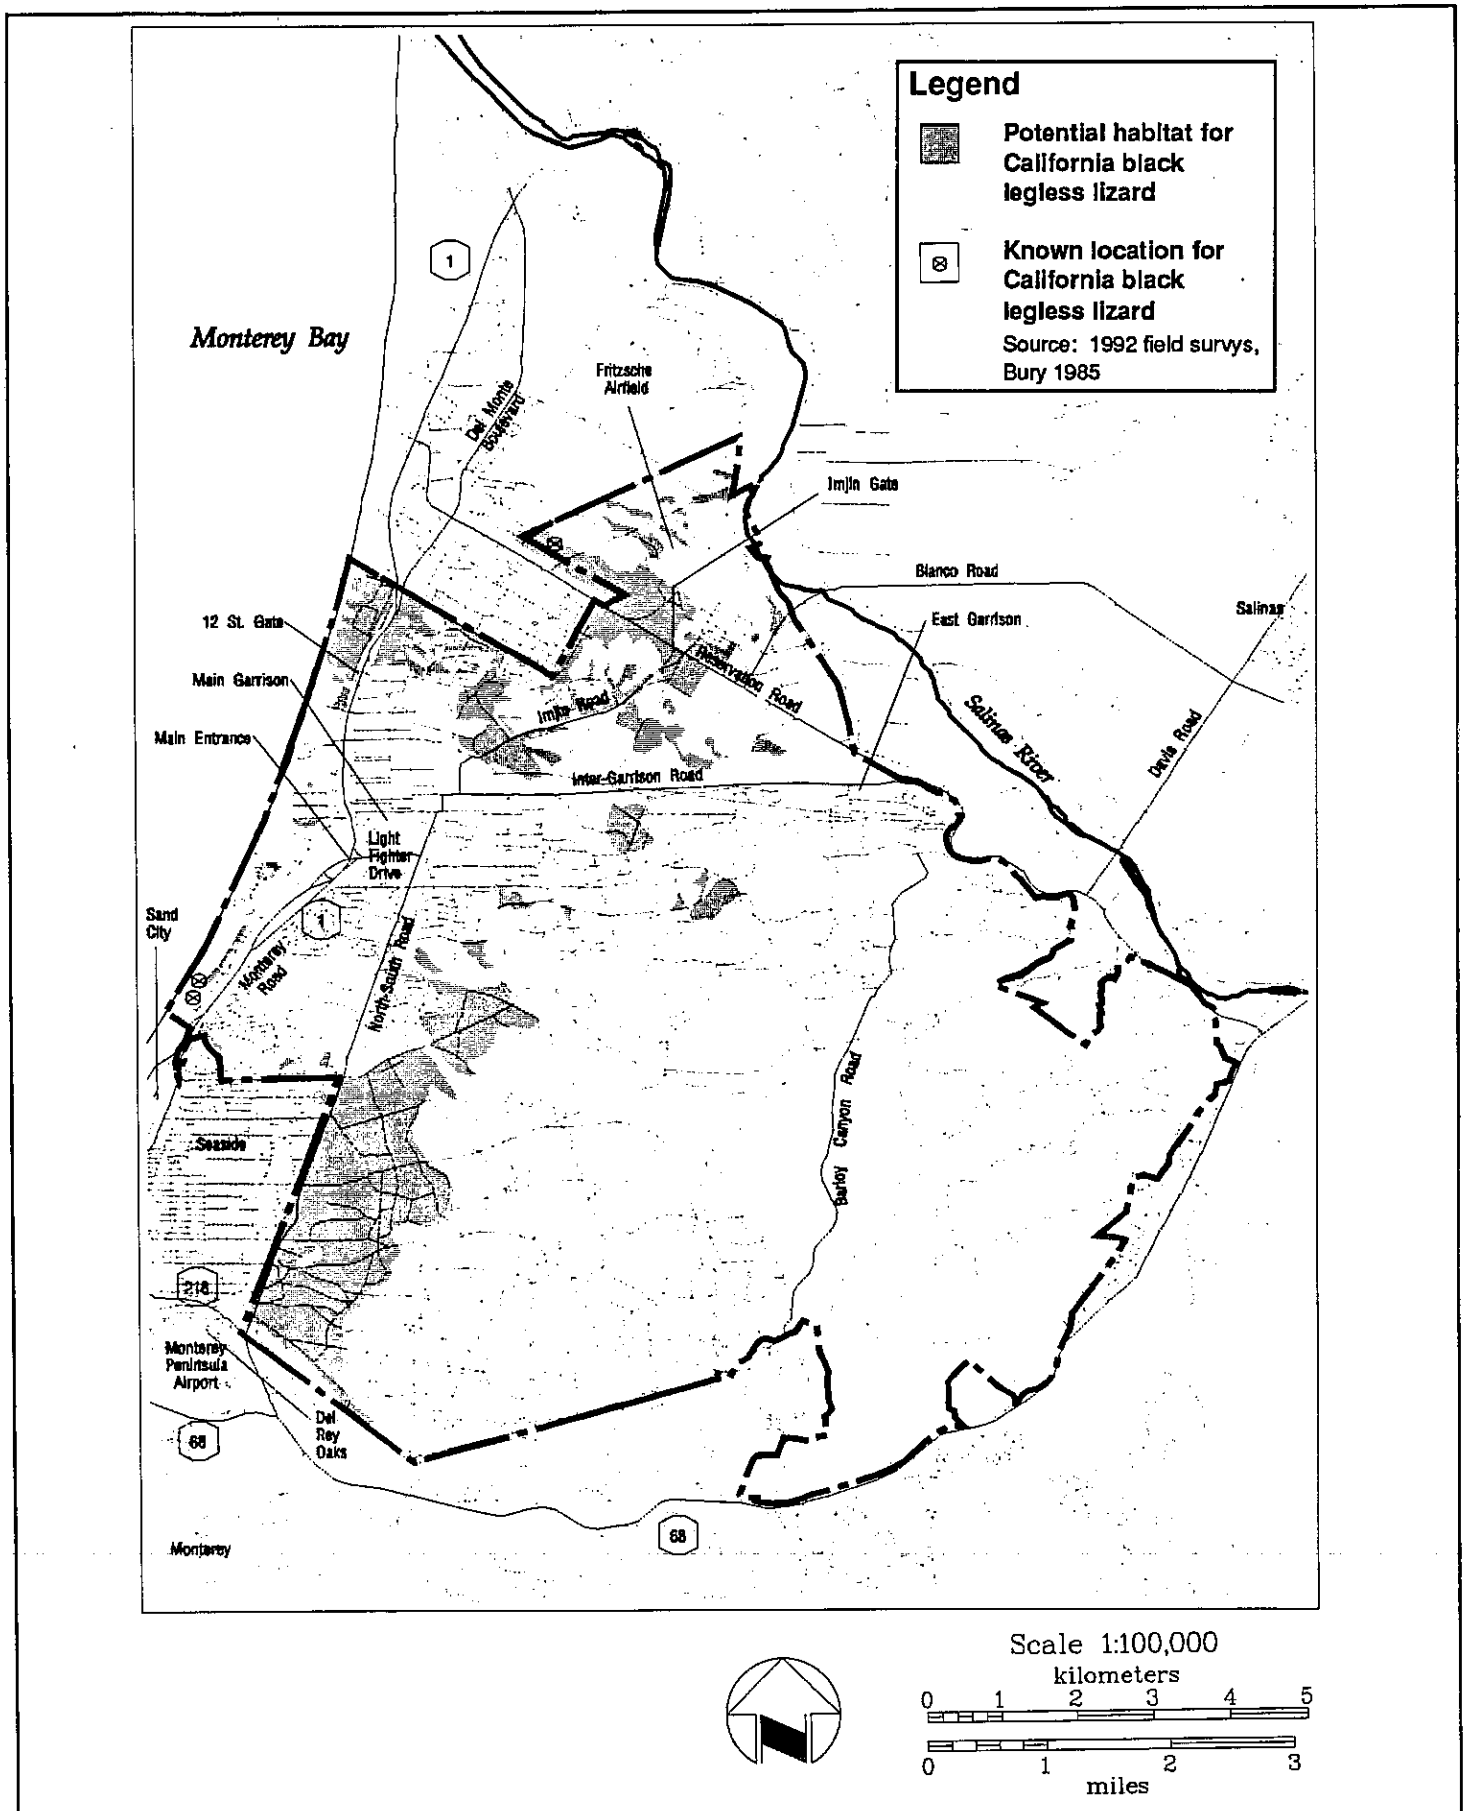 Legend
Potential habitat for
California black
legless lizard
Known location for
California black
legless lizard
Source: 1992 field survys,
Bury 1985
1
Monterey Bay
Fritzsche
Airfield
Del Monte
Boulevard
Imjin Gate
Blanco Road
Salinas
12 St. Gate
East Garrison
Main Garrison
Reservation Road
Imjin Road
Salinas River
Davis Road
Main Entrance
Inter-Garrison Road
Light
Fighter
Drive
Sand
City
1
Monterey
Road
North-South Road
Barloy Canyon Road
Seaside
218
Monterey
Peninsula
Airport
Del
Rey
Oaks
68
68
Monterey
Scale 1:100,000
kilometers
0 1 2 3 4 5
0 1 2 3
miles
N